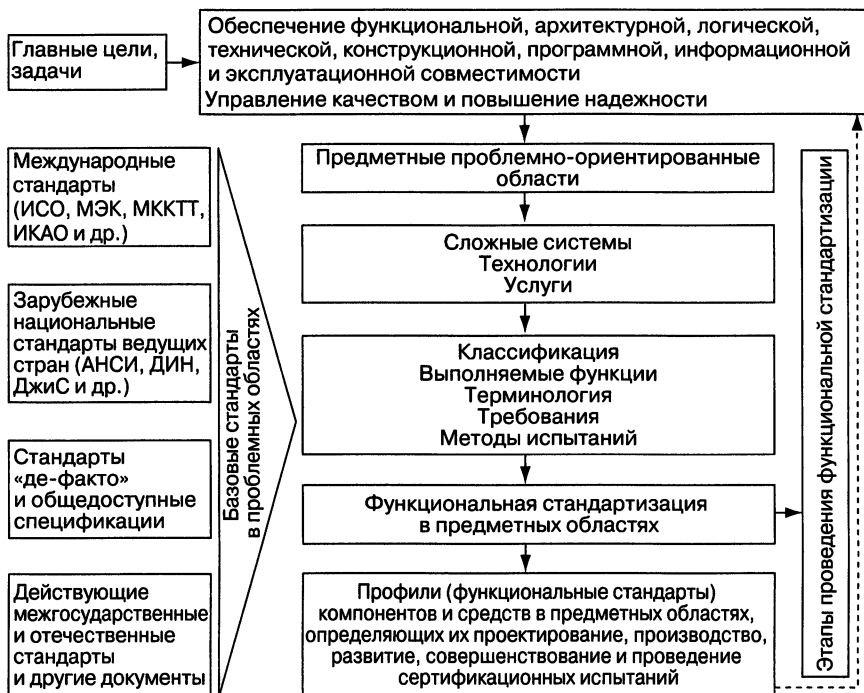 Главные цели,
задачи
Обеспечение функциональной, архитектурной, логической,
технической, конструкционной, программной, информационной
и эксплуатационной совместимости
Управление качеством и повышение надежности
Международные
стандарты
(ИСО, МЭК, МККТТ,
ИКАО и др.)
Зарубежные
национальные
стандарты ведущих
стран (АНСИ, ДИН,
ДжиС и др.)
Стандарты
«де-факто»
и общедоступные
спецификации
Действующие
межгосударственные
и отечественные
стандарты
и другие документы
Базовые стандарты
в проблемных областях
Предметные проблемно-ориентированные
области
Сложные системы
Технологии
Услуги
Классификация
Выполняемые функции
Терминология
Требования
Методы испытаний
Функциональная стандартизация
в предметных областях
Профили (функциональные стандарты)
компонентов и средств в предметных областях,
определяющих их проектирование, производство,
развитие, совершенствование и проведение
сертификационных испытаний
Этапы проведения функциональной стандартизации